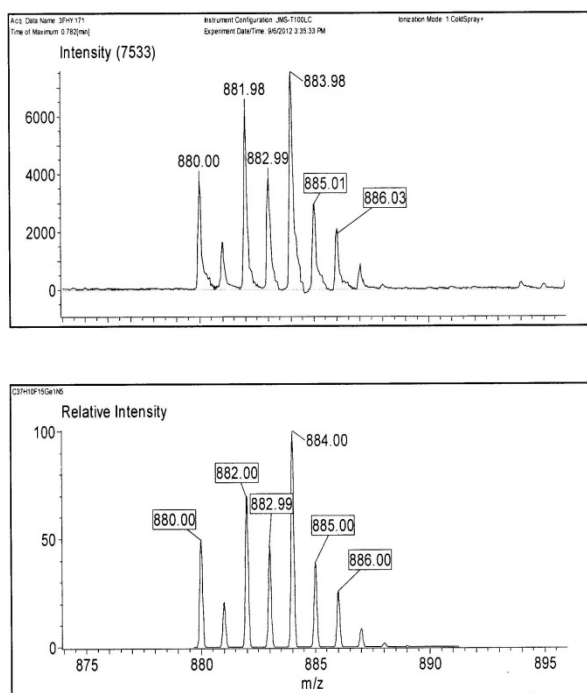 Acq. Data Name: 3FHY171 Instrument Configuration: JMS-T100LC Ionization Mode: 1:ColdSpray+
Time of Maximum: 0.782[min] Experiment Date/Time: 9/6/2012 3:35:33 PM
Intensity (7533)
883.98
881.98
880.00
882.99
885.01
886.03
6000
4000
2000
0
C37H10F15Ge1N5
Relative Intensity
100
884.00
882.00
882.99
880.00
885.00
886.00
50
0
875 880 885 890 895
m/z